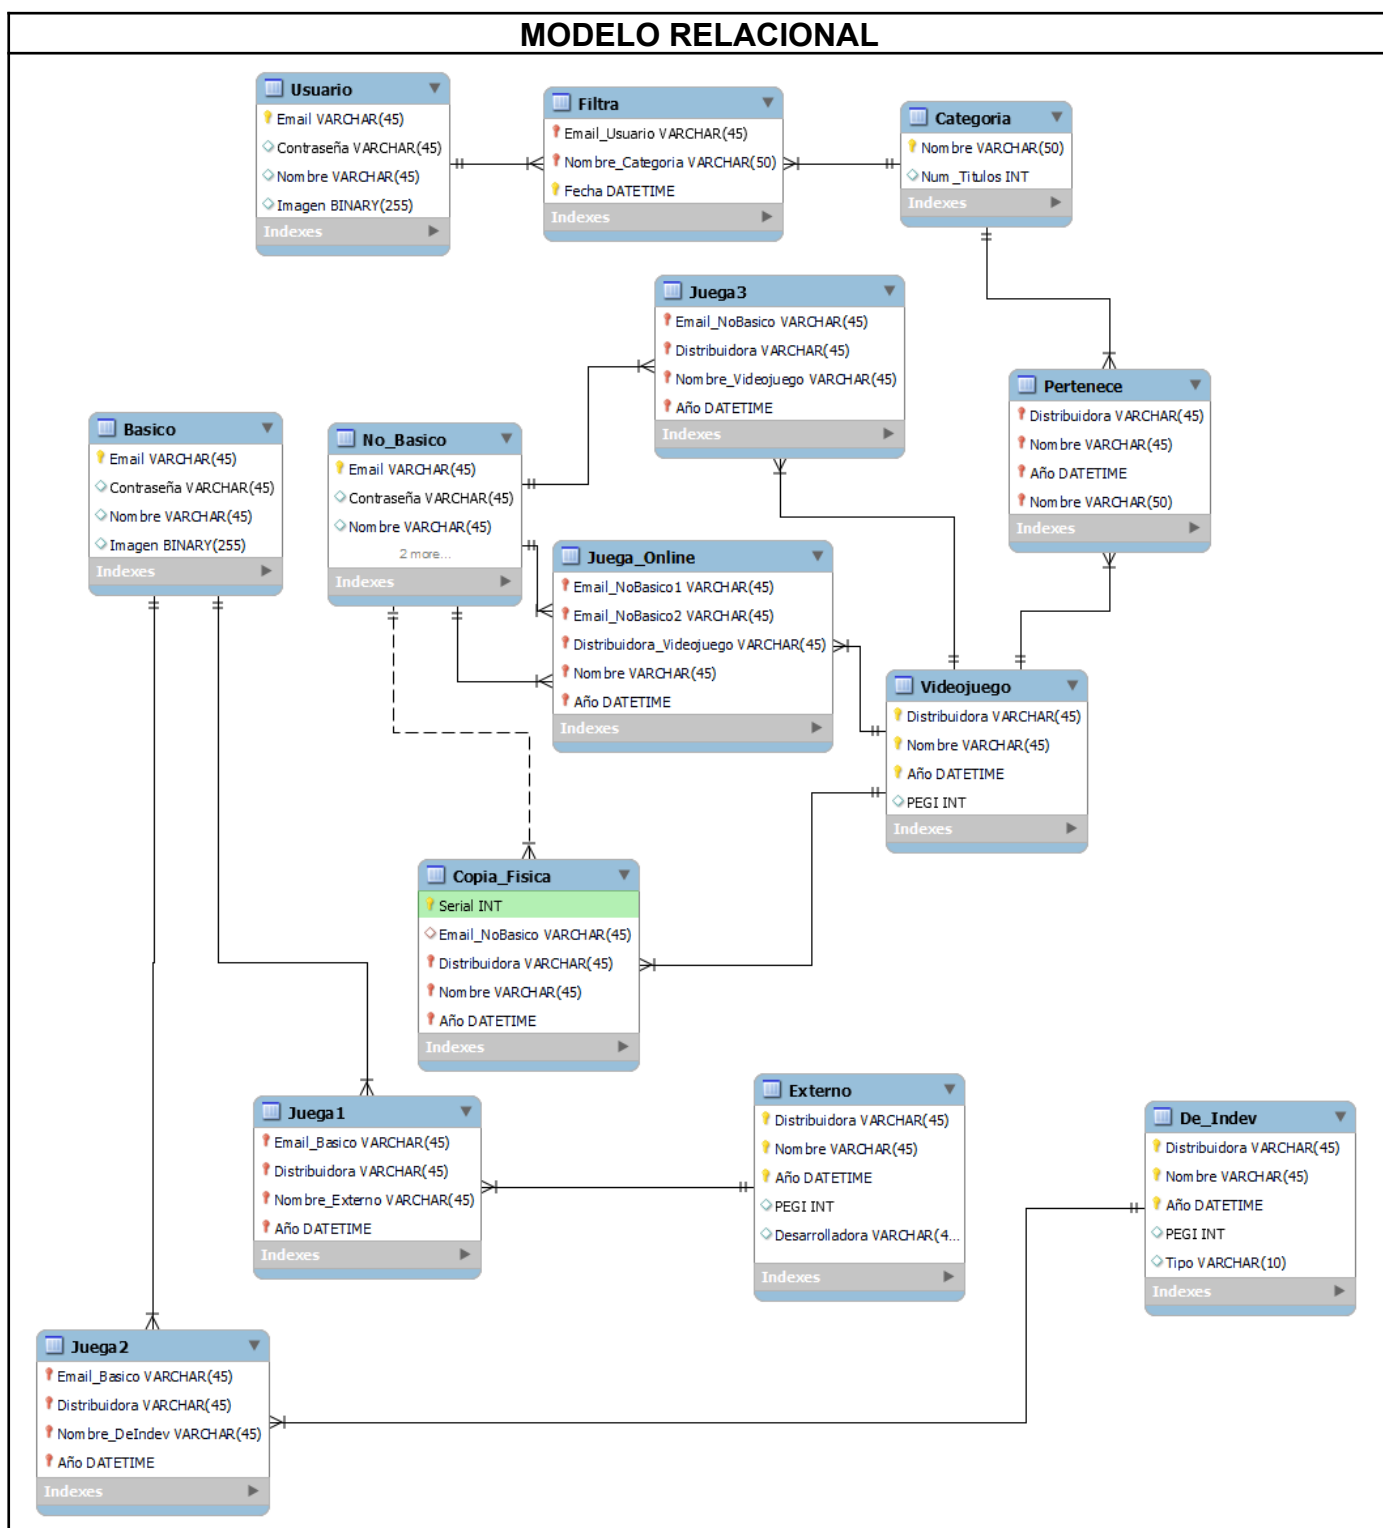 MODELO RELACIONAL
Usuario
Email VARCHAR(45)
Contraseña VARCHAR(45)
Nombre VARCHAR(45)
Imagen BINARY(255)
Indexes
Filtra
Email_Usuario VARCHAR(45)
Nombre_Categoria VARCHAR(50)
Fecha DATETIME
Indexes
Categoria
Nombre VARCHAR(50)
Num_Titulos INT
Indexes
Juega3
Email_NoBasico VARCHAR(45)
Distribuidora VARCHAR(45)
Nombre_Videojuego VARCHAR(45)
Año DATETIME
Indexes
Pertenece
Distribuidora VARCHAR(45)
Nombre VARCHAR(45)
Año DATETIME
Nombre VARCHAR(50)
Indexes
Basico
Email VARCHAR(45)
Contraseña VARCHAR(45)
Nombre VARCHAR(45)
Imagen BINARY(255)
Indexes
No_Basico
Email VARCHAR(45)
Contraseña VARCHAR(45)
Nombre VARCHAR(45)
2 more...
Indexes
Juega_Online
Email_NoBasico1 VARCHAR(45)
Email_NoBasico2 VARCHAR(45)
Distribuidora_Videojuego VARCHAR(45)
Nombre VARCHAR(45)
Año DATETIME
Indexes
Videojuego
Distribuidora VARCHAR(45)
Nombre VARCHAR(45)
Año DATETIME
PEGI INT
Indexes
Copia_Fisica
Serial INT
Email_NoBasico VARCHAR(45)
Distribuidora VARCHAR(45)
Nombre VARCHAR(45)
Año DATETIME
Indexes
Juega1
Email_Basico VARCHAR(45)
Distribuidora VARCHAR(45)
Nombre_Externo VARCHAR(45)
Año DATETIME
Indexes
Externo
Distribuidora VARCHAR(45)
Nombre VARCHAR(45)
Año DATETIME
PEGI INT
Desarrolladora VARCHAR(4...
Indexes
De_Indev
Distribuidora VARCHAR(45)
Nombre VARCHAR(45)
Año DATETIME
PEGI INT
Tipo VARCHAR(10)
Indexes
Juega2
Email_Basico VARCHAR(45)
Distribuidora VARCHAR(45)
Nombre_DeIndev VARCHAR(45)
Año DATETIME
Indexes